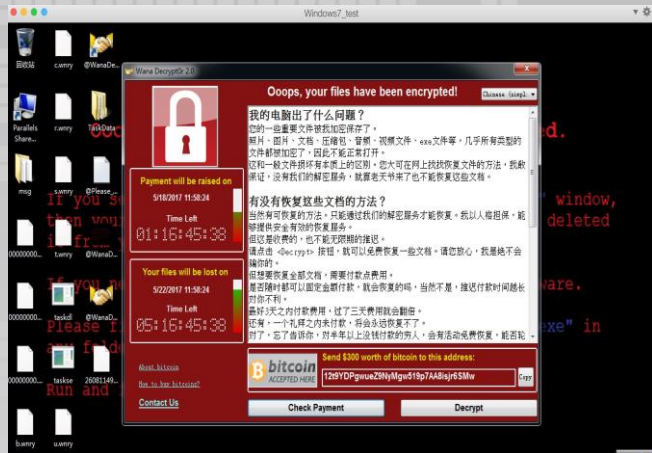 Windows7_test
回收站
c.wnry
@WanaDe...
Parallels Share...
r.wnry
TaskData
msg
s.wnry
@Please_...
00000000...
t.wnry
00000000...
taskdl
@WanaDe...
00000000...
taskse
26081149...
b.wnry
u.wnry
Wana Decrypt0r 2.0
Ooops, your files have been encrypted!
Chinese (simpl:
Payment will be raised on
5/18/2017 11:58:24
Time Left
01:16:45:38
Your files will be lost on
5/22/2017 11:58:24
Time Left
05:16:45:38
About bitcoin
How to buy bitcoins?
Contact Us
我的电脑出了什么问题?
您的一些重要文件被我加密保存了。
照片、图片、文档、压缩包、音频、视频文件、exe文件等,几乎所有类型的
文件都被加密了,因此不能正常打开。
这和一般文件损坏有本质上的区别。您大可在网上找找恢复文件的方法,我敢
保证,没有我们的解密服务,就算老天爷来了也不能恢复这些文档。
有没有恢复这些文档的方法?
当然有可恢复的方法。只能通过我们的解密服务才能恢复。我以人格担保,能
够提供安全有效的恢复服务。
但这是收费的,也不能无限期的推迟。
请点击 <Decrypt> 按钮,就可以免费恢复一些文档。请您放心,我是绝不会
骗你的。
但想要恢复全部文档,需要付款点费用。
是否随时都可以固定金额付款,就会恢复的吗,当然不是,推迟付款时间越长
对你不利。
最好3天之内付款费用,过了三天费用就会翻倍。
还有,一个礼拜之内未付款,将会永远恢复不了。
对了,忘了告诉你,对半年以上没钱付款的穷人,会有活动免费恢复,能否轮
bitcoin
ACCEPTED HERE
Send $300 worth of bitcoin to this address:
12t9YDPgwueZ9NyMgw519p7AA8isjr6SMw
Copy
Check Payment
Decrypt
window,
deleted
ware.
Please
exe" in
Run and